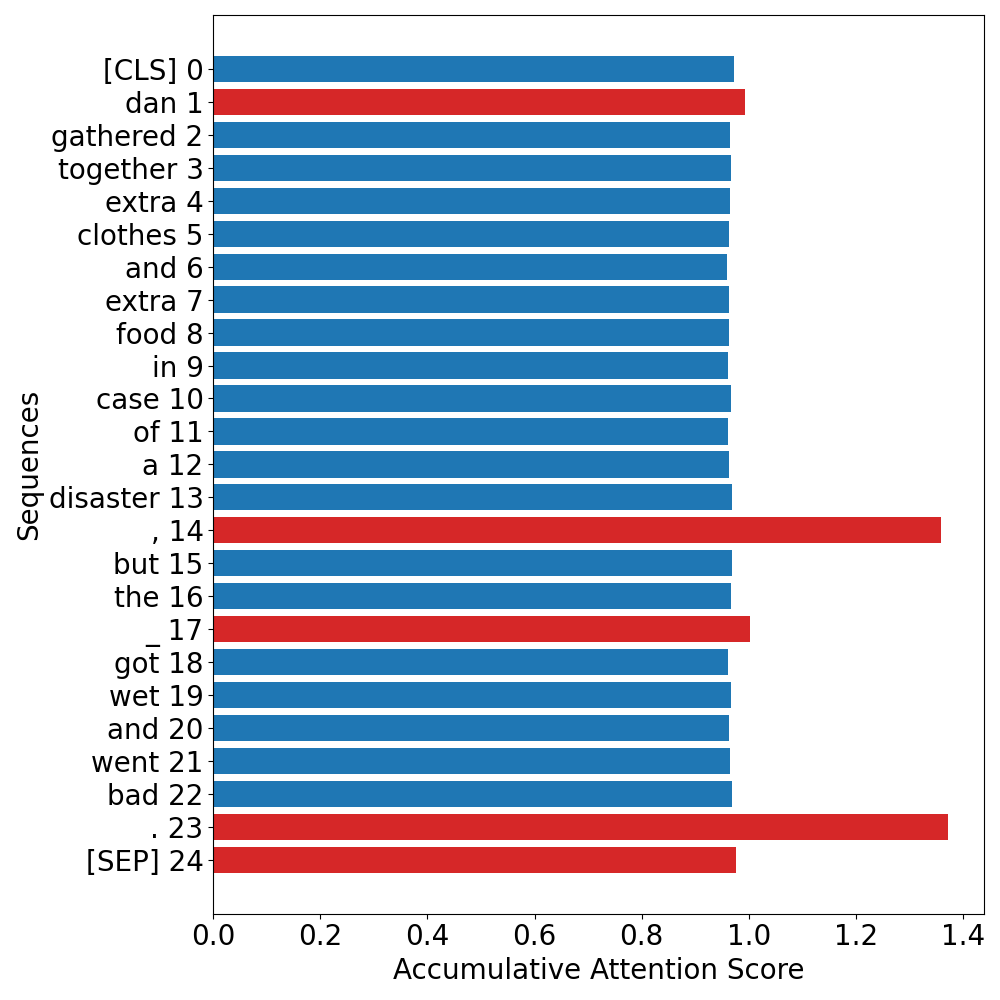 [CLS] 0
dan 1
gathered 2
together 3
extra 4
clothes 5
and 6
extra 7
food 8
in 9
case 10
of 11
a 12
disaster 13
, 14
but 15
the 16
_ 17
got 18
wet 19
and 20
went 21
bad 22
. 23
[SEP] 24
Sequences
0.0 0.2 0.4 0.6 0.8 1.0 1.2 1.4
Accumulative Attention Score